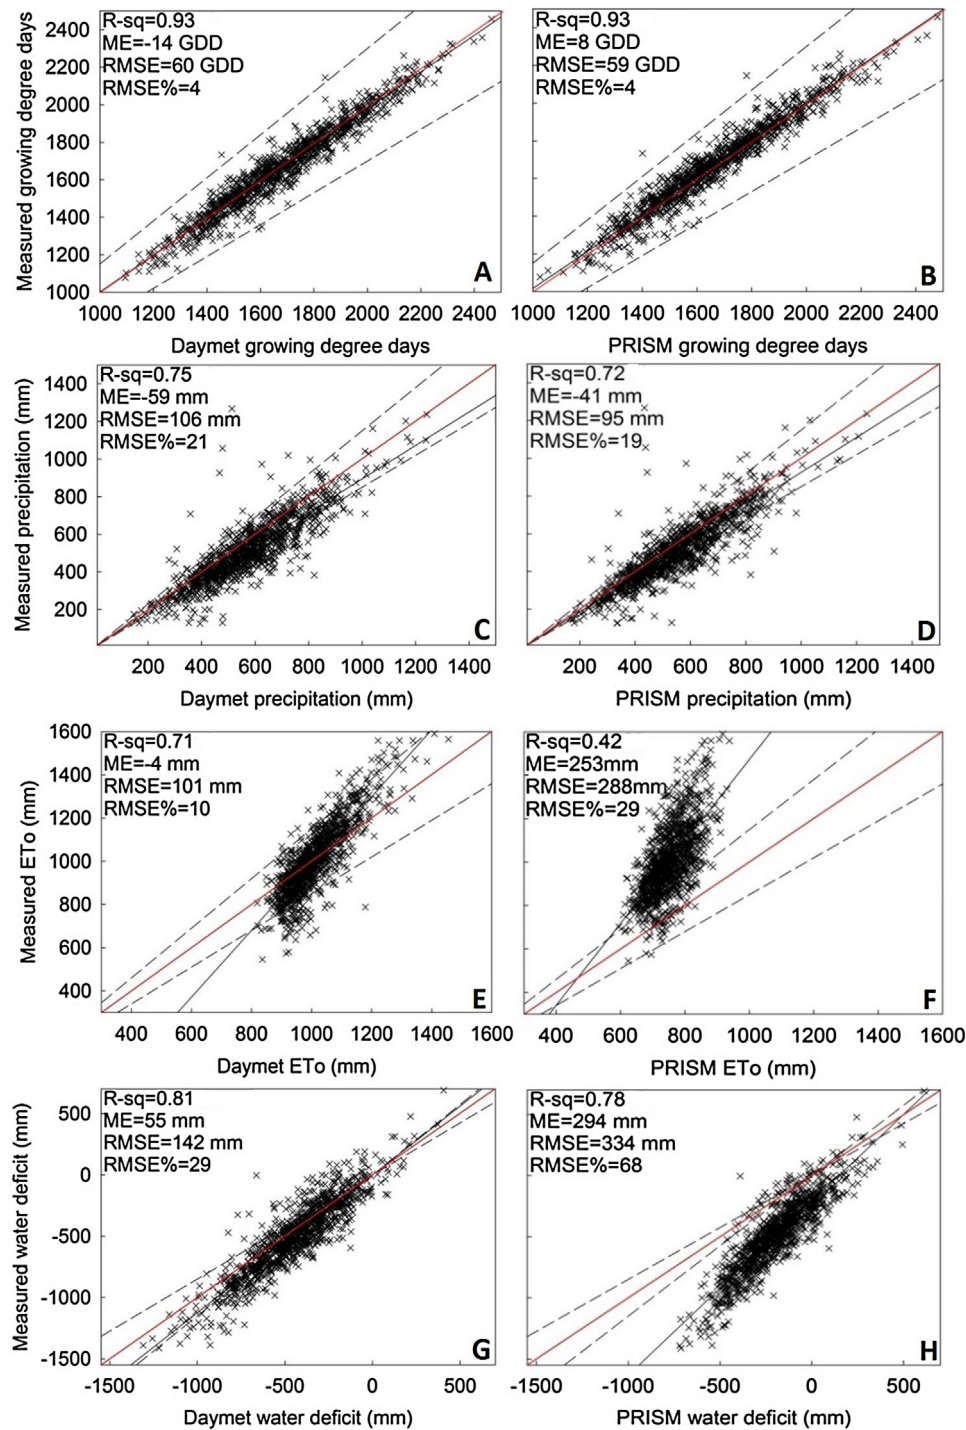 R-sq=0.93
ME=-14 GDD
RMSE=60 GDD
RMSE%=4
Measured growing degree days
2400
2200
2000
1800
1600
1400
1200
1000
A
1000 1200 1400 1600 1800 2000 2200 2400
Daymet growing degree days
R-sq=0.93
ME=8 GDD
RMSE=59 GDD
RMSE%=4
B
1000 1200 1400 1600 1800 2000 2200 2400
PRISM growing degree days
R-sq=0.75
ME=-59 mm
RMSE=106 mm
RMSE%=21
Measured precipitation (mm)
1400
1200
1000
800
600
400
200
C
200 400 600 800 1000 1200 1400
Daymet precipitation (mm)
R-sq=0.72
ME=-41 mm
RMSE=95 mm
RMSE%=19
D
200 400 600 800 1000 1200 1400
PRISM precipitation (mm)
R-sq=0.71
ME=-4 mm
RMSE=101 mm
RMSE%=10
Measured ETo (mm)
1600
1400
1200
1000
800
600
400
E
400 600 800 1000 1200 1400 1600
Daymet ETo (mm)
R-sq=0.42
ME=253mm
RMSE=288mm
RMSE%=29
F
400 600 800 1000 1200 1400 1600
PRISM ETo (mm)
R-sq=0.81
ME=55 mm
RMSE=142 mm
RMSE%=29
Measured water deficit (mm)
500
0
-500
-1000
-1500
G
-1500 -1000 -500 0 500
Daymet water deficit (mm)
R-sq=0.78
ME=294 mm
RMSE=334 mm
RMSE%=68
H
-1500 -1000 -500 0 500
PRISM water deficit (mm)